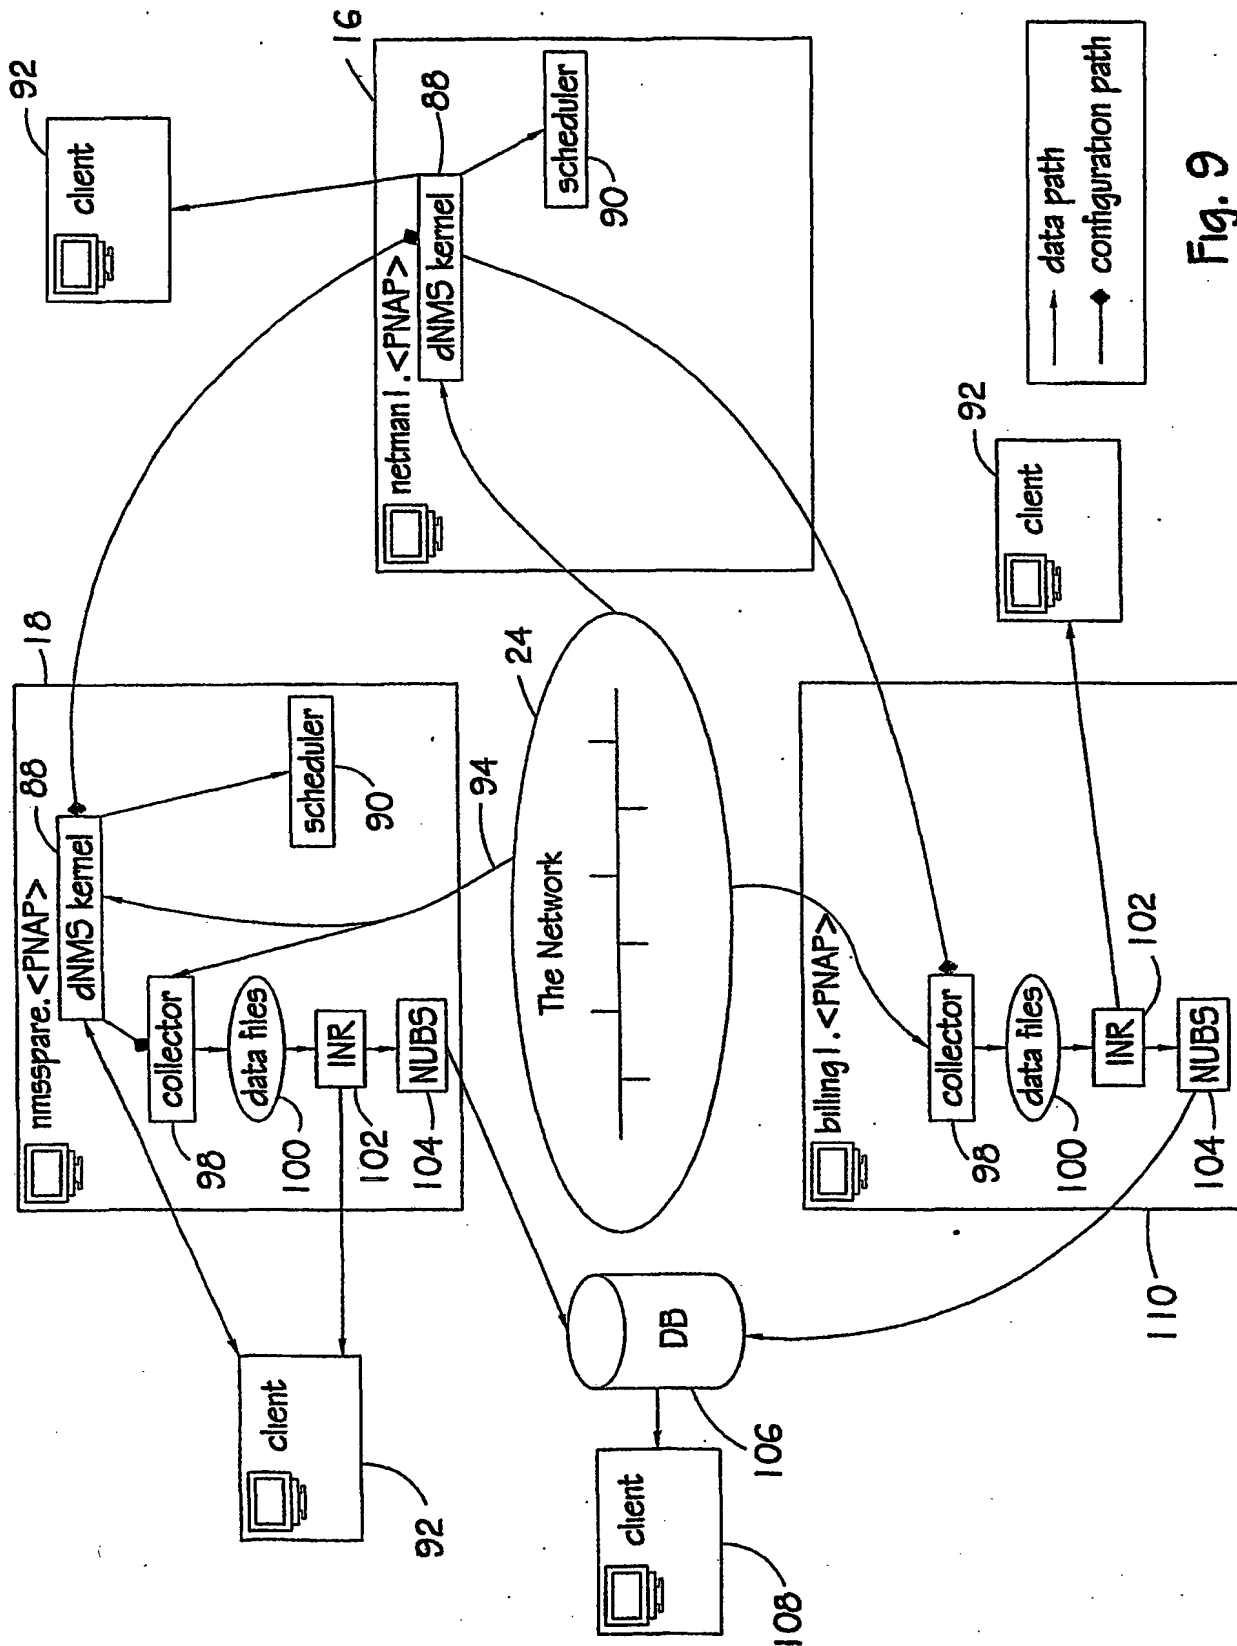 92
client
18
nmsspare.<PNAP>
88
dNMS kernel
scheduler
90
collector
98
data files
100
INR
102
NUBS
104
94
24
The Network
client
92
16
netman1.<PNAP>
88
dNMS kernel
scheduler
90
DB
106
client
108
billing1.<PNAP>
collector
98
data files
100
INR
102
NUBS
104
110
client
92
data path
configuration path
Fig. 9